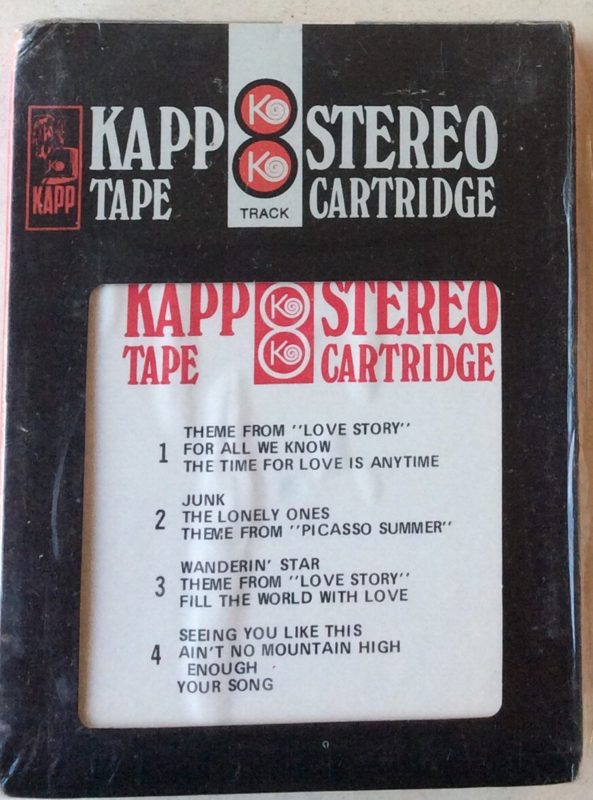 KAPP STEREO
KAPP
TAPE CARTRIDGE
TRACK
KAPP STEREO
TAPE CARTRIDGE
1 THEME FROM ''LOVE STORY''
FOR ALL WE KNOW
THE TIME FOR LOVE IS ANYTIME
2 JUNK
THE LONELY ONES
THEME FROM ''PICASSO SUMMER''
3 WANDERIN' STAR
THEME FROM ''LOVE STORY''
FILL THE WORLD WITH LOVE
4 SEEING YOU LIKE THIS
AIN'T NO MOUNTAIN HIGH
ENOUGH
YOUR SONG